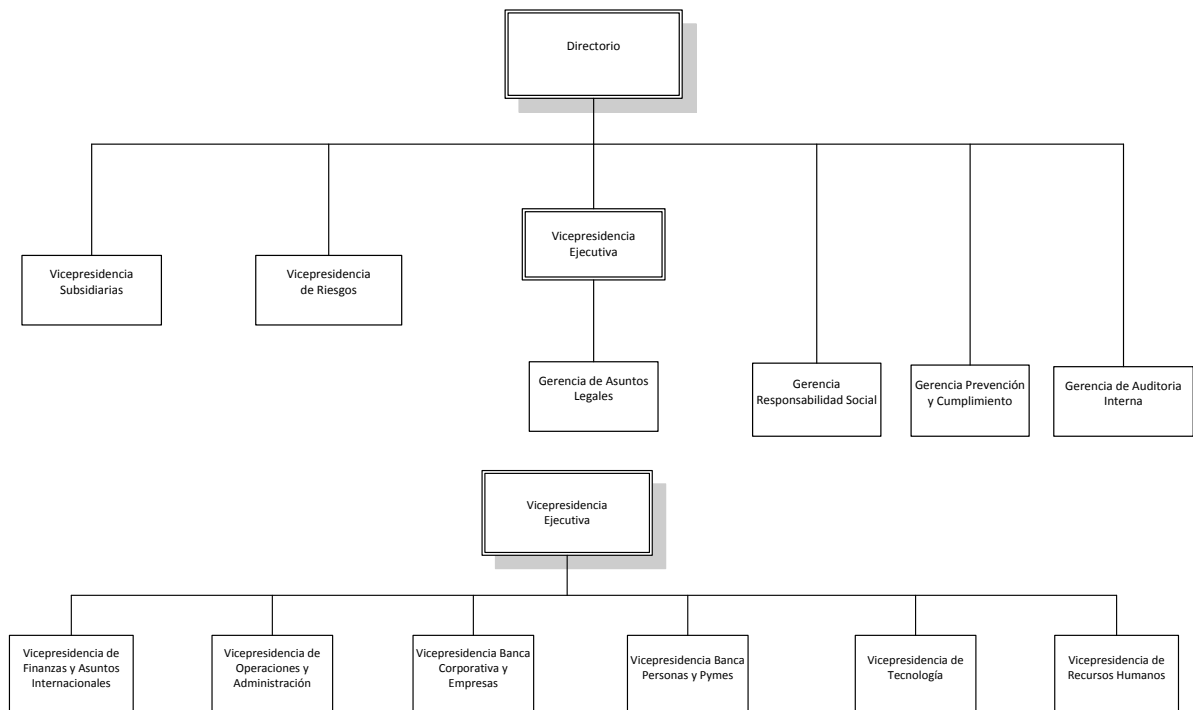 Directorio
Vicepresidencia
Ejecutiva
Vicepresidencia
Subsidiarias
Vicepresidencia
de Riesgos
Gerencia de Asuntos
Legales
Gerencia
Responsabilidad Social
Gerencia Prevención
y Cumplimiento
Gerencia de Auditoria
Interna
Vicepresidencia
Ejecutiva
Vicepresidencia de
Finanzas y Asuntos
Internacionales
Vicepresidencia de
Operaciones y
Administración
Vicepresidencia Banca
Corporativa y
Empresas
Vicepresidencia Banca
Personas y Pymes
Vicepresidencia de
Tecnología
Vicepresidencia de
Recursos Humanos